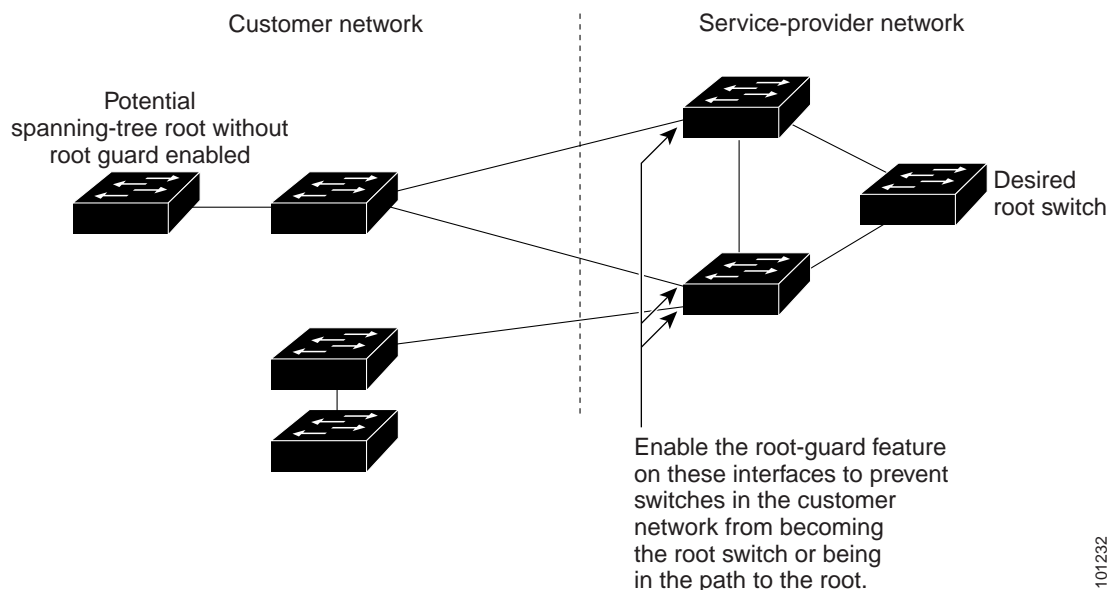 Customer network
Service-provider network
Potential
spanning-tree root without
root guard enabled
Desired
root switch
Enable the root-guard feature
on these interfaces to prevent
switches in the customer
network from becoming
the root switch or being
in the path to the root.
101232